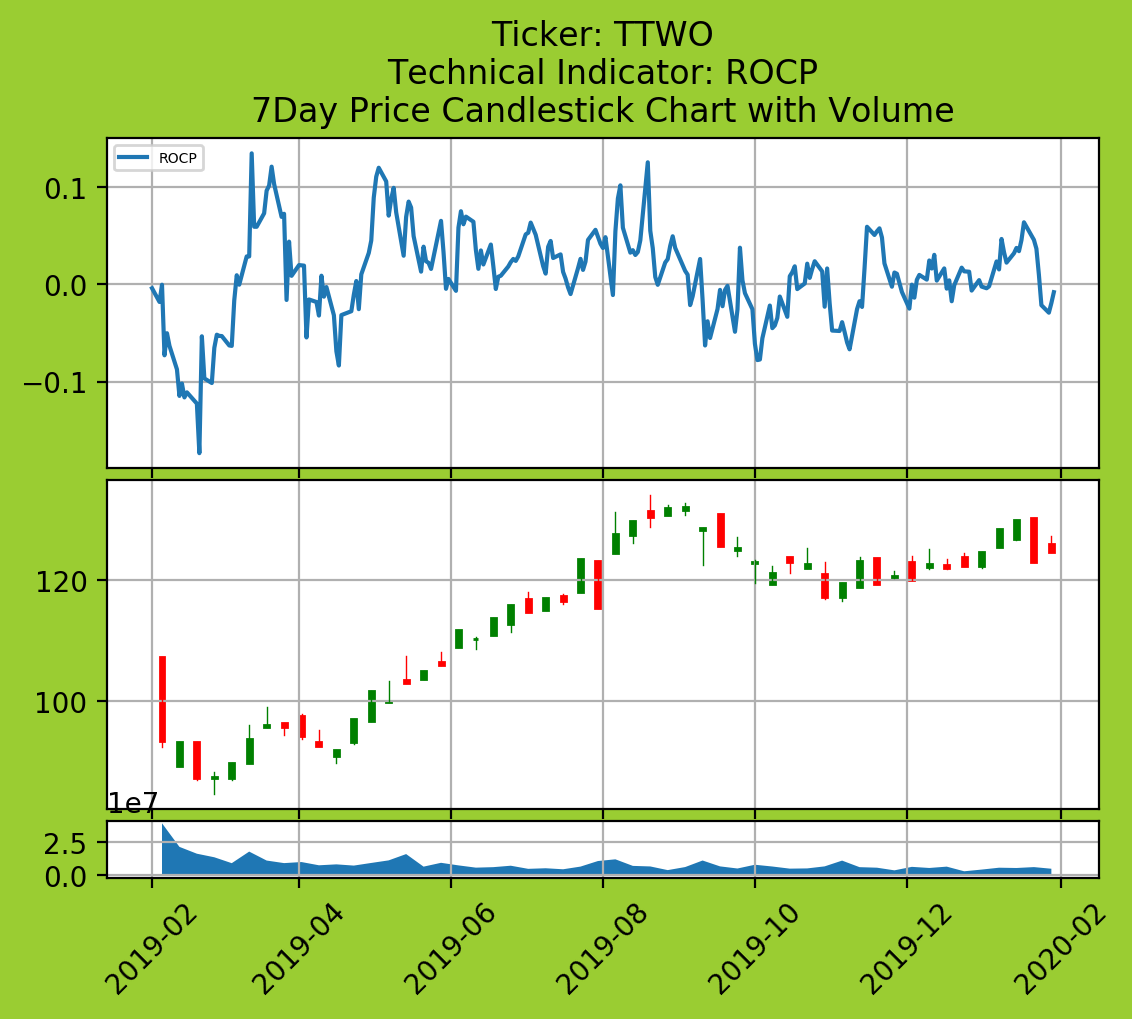 Ticker: TTWO
Technical Indicator: ROCP
7Day Price Candlestick Chart with Volume
ROCP
0.1
0.0
−0.1
120
100
1e7
2.5
0.0
2019-02
2019-04
2019-06
2019-08
2019-10
2019-12
2020-02